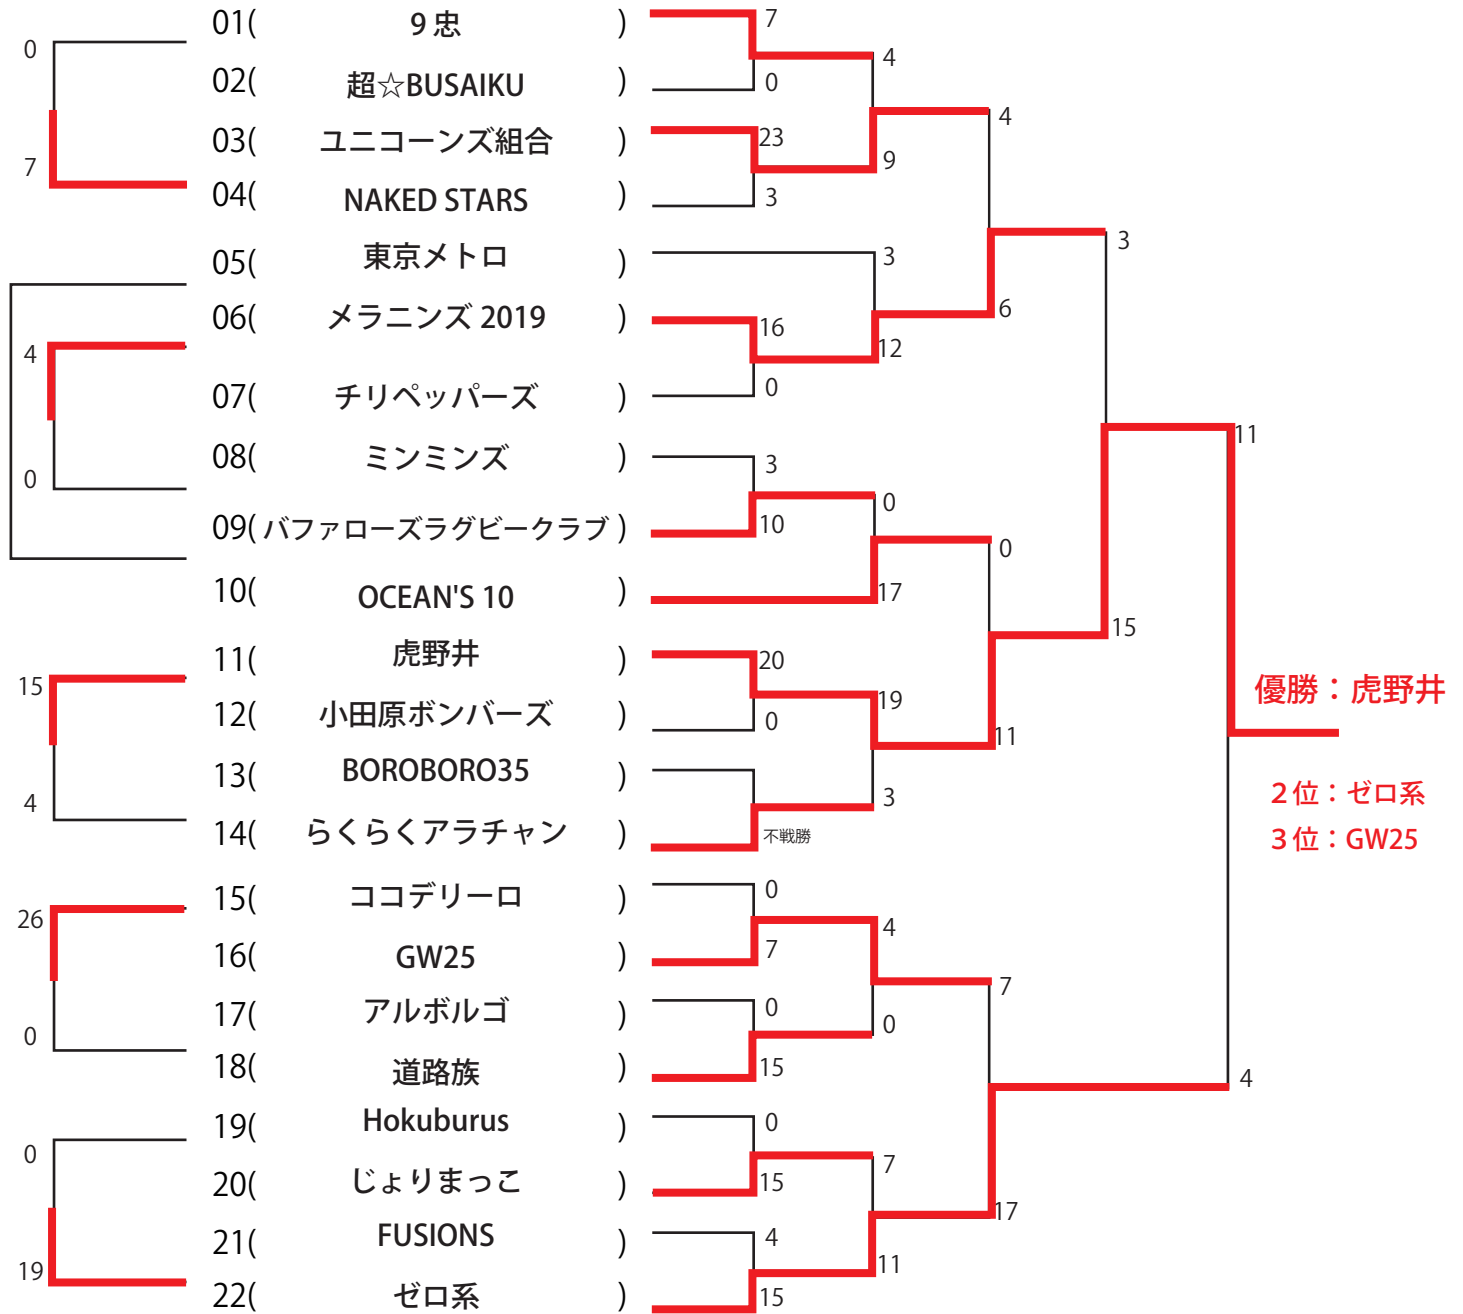 01( 9 忠 )
02( 超☆BUSAIKU )
03( ユニコーンズ組合 )
04( NAKED STARS )
05( 東京メトロ )
06( メラニンズ 2019 )
07( チリペッパーズ )
08( ミンミンズ )
09( バファローズラグビークラブ )
10( OCEAN'S 10 )
11( 虎野井 )
12( 小田原ボンバーズ )
13( BOROBORO35 )
14( らくらくアラチャン )
15( ココデリーロ )
16( GW25 )
17( アルボルゴ )
18( 道路族 )
19( Hokuburus )
20( じょりまっこ )
21( FUSIONS )
22( ゼロ系 )
0
7
4
0
15
4
26
0
0
19
7
0
23
3
16
0
3
10
20
0
不戦勝
0
7
0
15
0
15
4
15
4
9
3
12
0
17
19
3
4
0
7
11
4
6
0
11
7
17
3
15
11
4
優勝：虎野井
２位：ゼロ系
３位：GW25